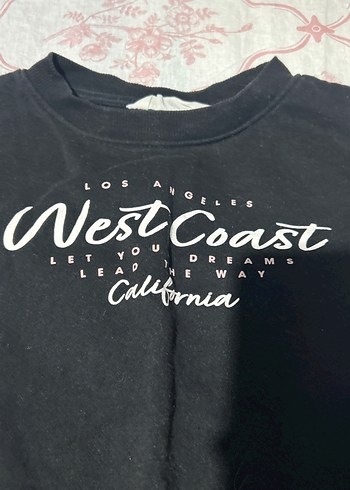 LOS ANGELES
West Coast
LET YOU DREAMS
LEAD THE WAY
California